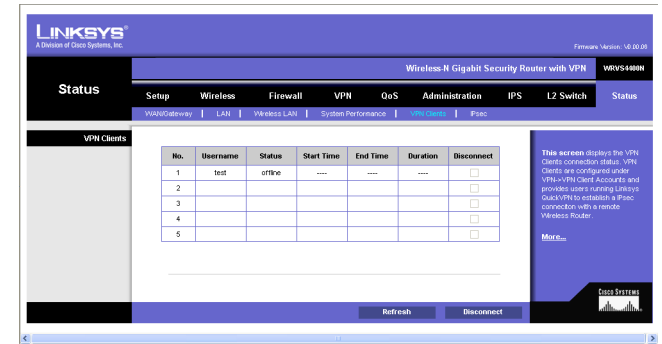 LINKSYS®
A Division of Cisco Systems, Inc.
Firmware Version: V0.00.06
Wireless-N Gigabit Security Router with VPN WRVS4400N
Status
Setup Wireless Firewall VPN QoS Administration IPS L2 Switch Status
WAN/Gateway | LAN | Wireless LAN | System Performance | VPN Clients | IPsec
VPN Clients
No. Username Status Start Time End Time Duration Disconnect
1 test offline ---- ---- ----
2
3
4
5
This screen displays the VPN
Clients connection status. VPN
Clients are configured under
VPN->VPN Client
Accounts and
provides users running Linksys
QuickVPN to establish a IPsec
conneciton with a remote
Wireless Router.
More...
CISCO SYSTEMS
Refresh Disconnect